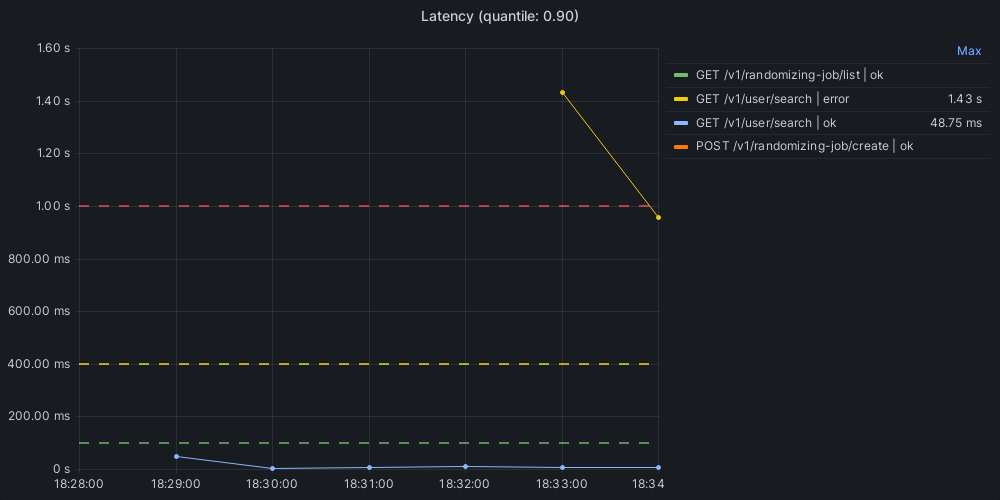 Latency (quantile: 0.90)
Max
GET /v1/randomizing-job/list | ok
GET /v1/user/search | error 1.43 s
GET /v1/user/search | ok 48.75 ms
POST /v1/randomizing-job/create | ok
1.60 s
1.40 s
1.20 s
1.00 s
800.00 ms
600.00 ms
400.00 ms
200.00 ms
0 s
18:28:00 18:29:00 18:30:00 18:31:00 18:32:00 18:33:00 18:34